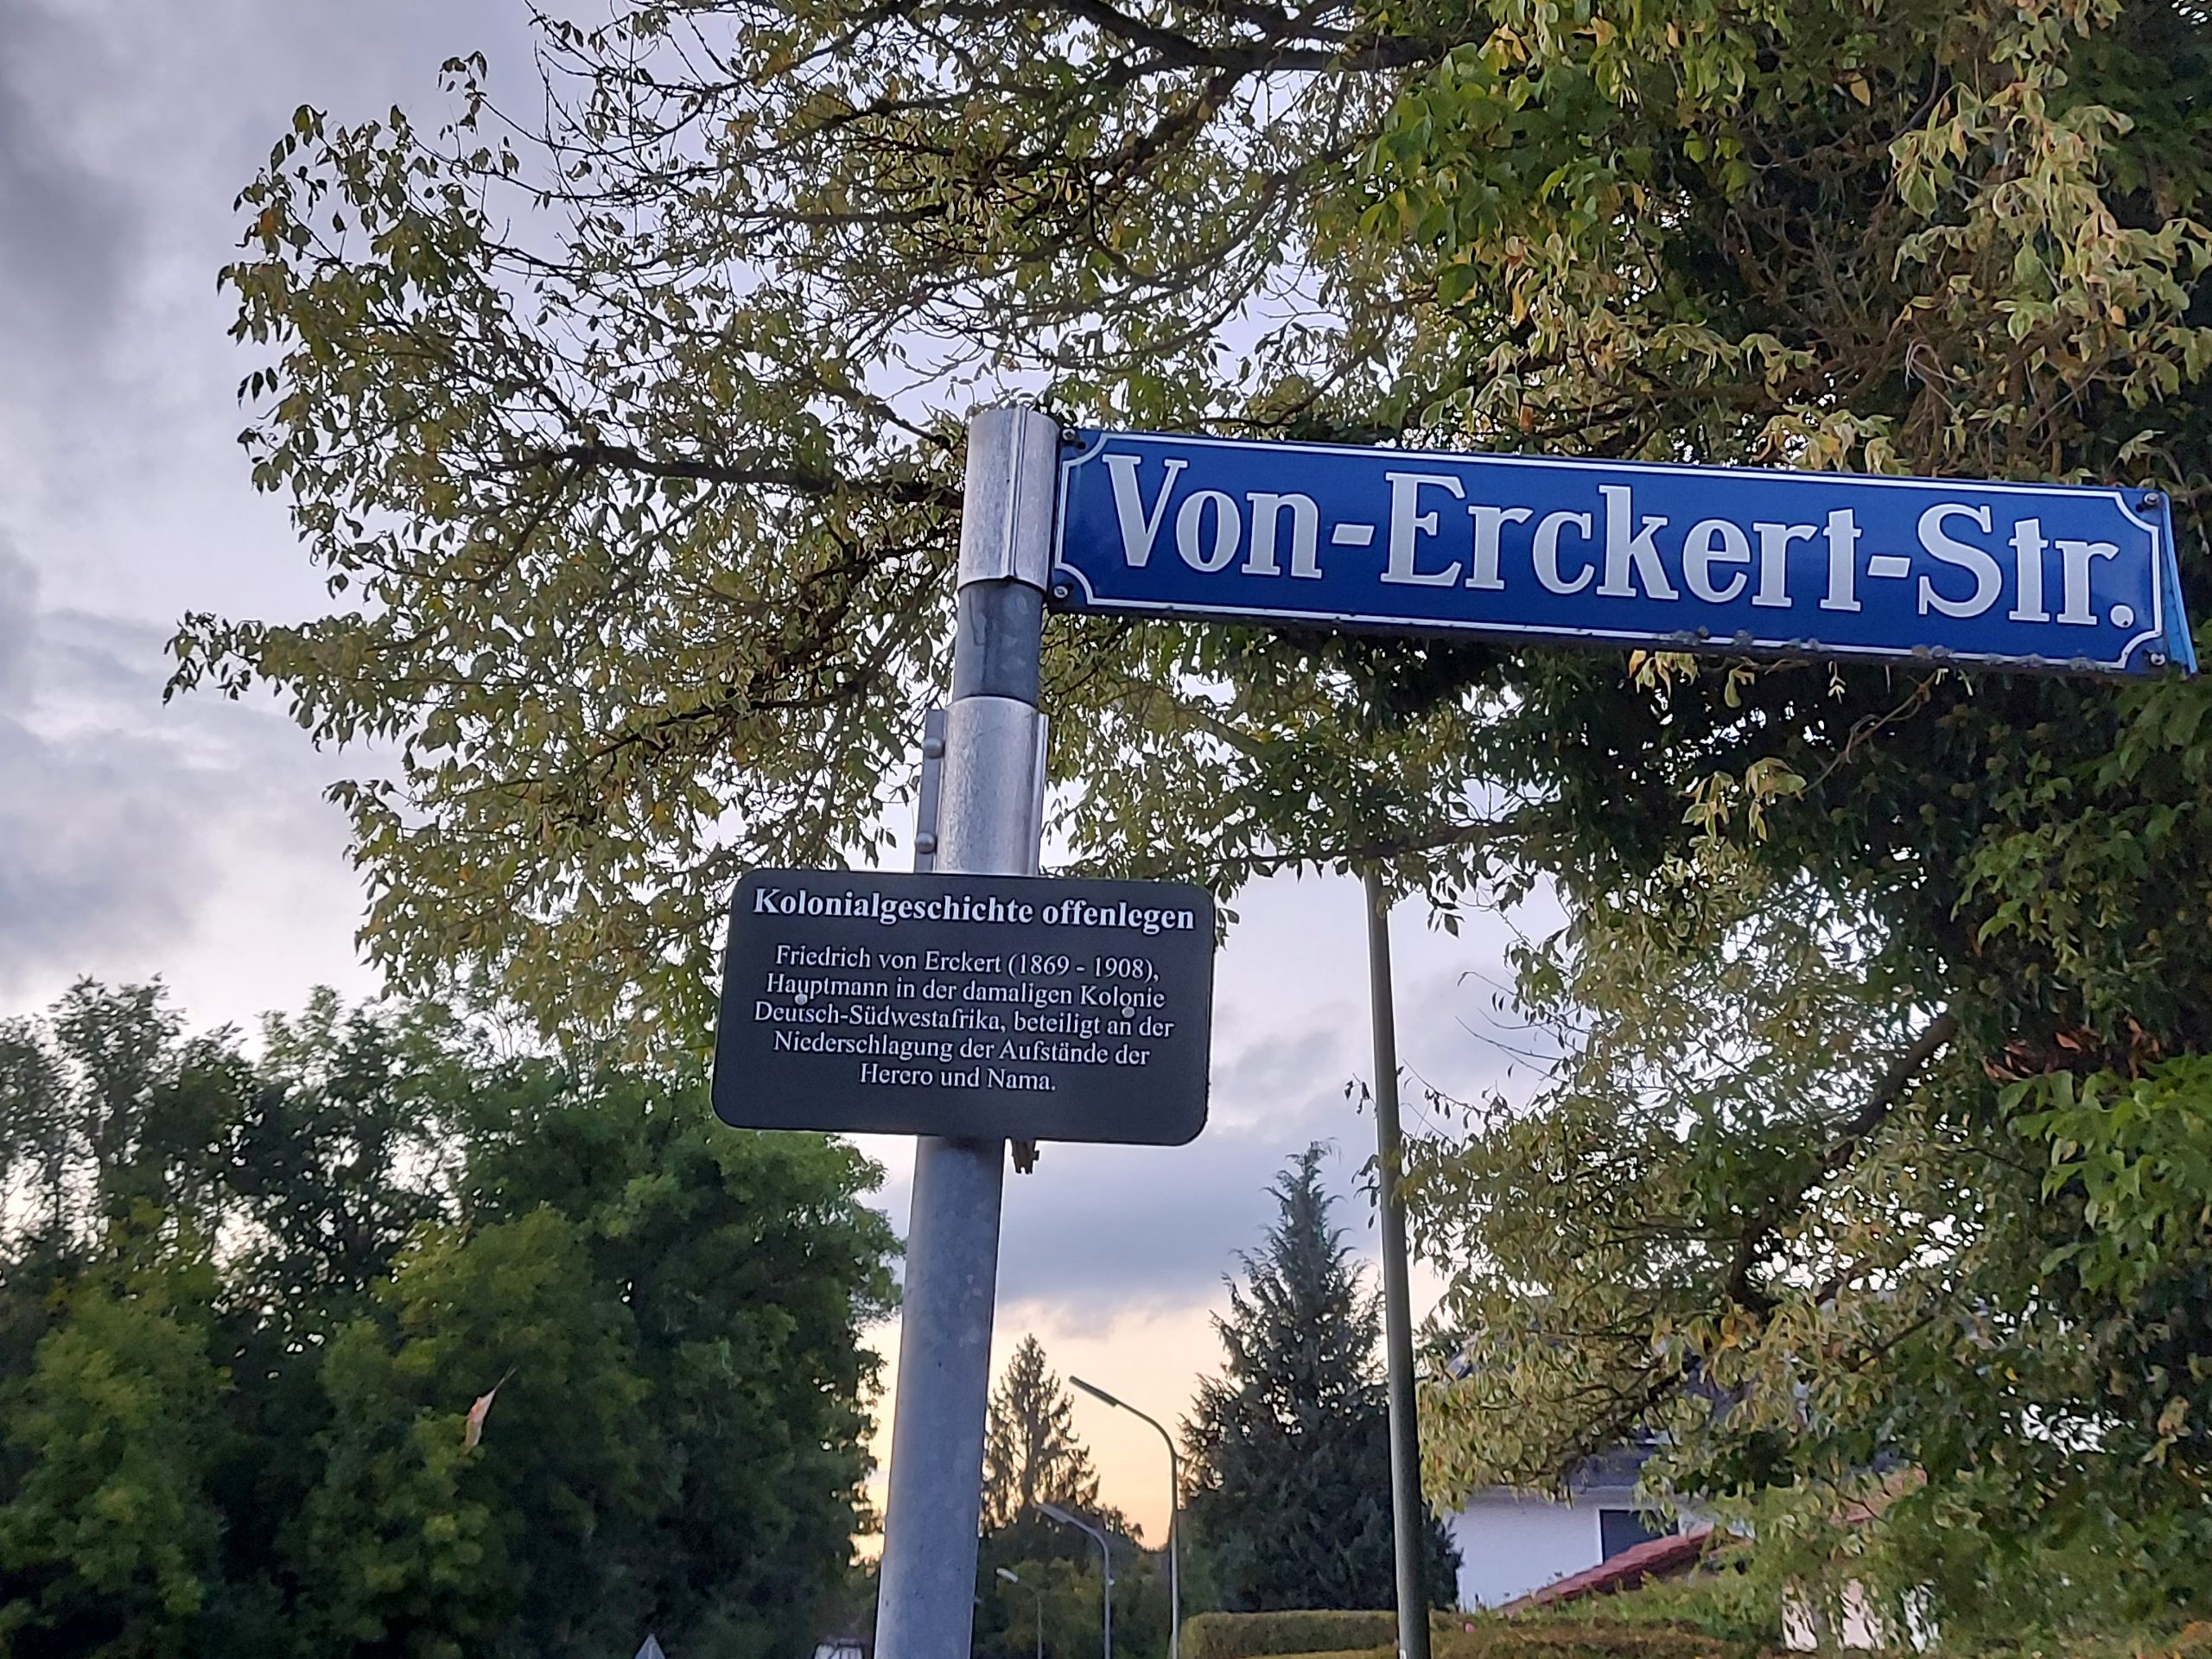 Von-Erckert-Str.
Kolonialgeschichte offenlegen
Friedrich von Erckert (1869 - 1908),
Hauptmann in der damaligen Kolonie
Deutsch-Südwestafrika, beteiligt an der
Niederschlagung der Aufstände der
Herero und Nama.